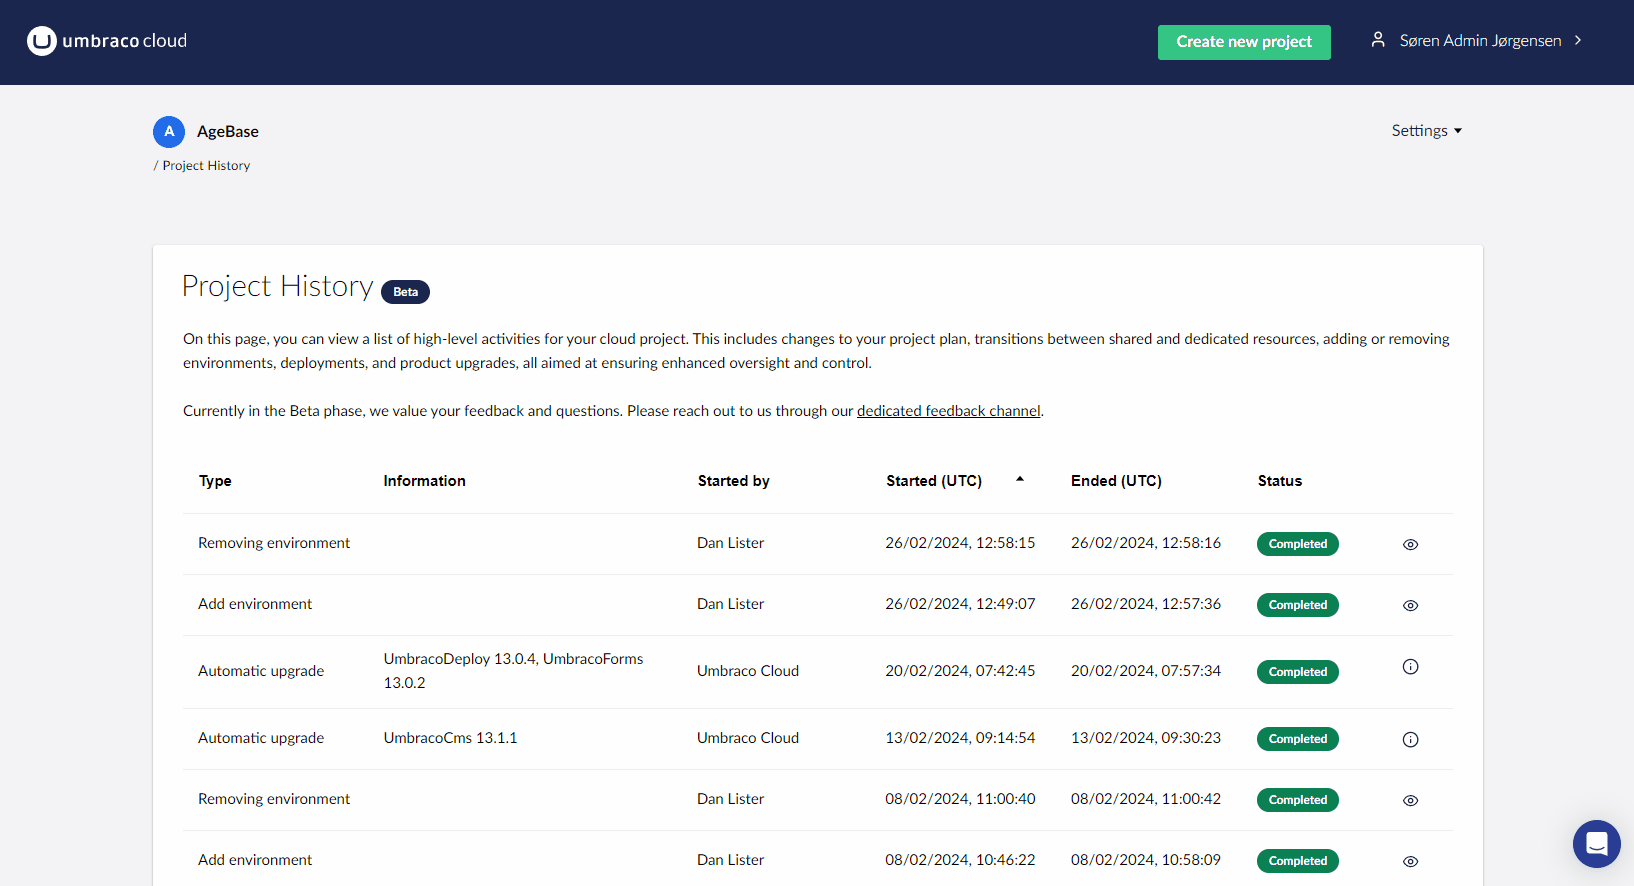 umbraco cloud
Create new project
Søren Admin Jørgensen
A AgeBase
Settings
/ Project History
Project History Beta
On this page, you can view a list of high-level activities for your cloud project. This includes changes to your project plan, transitions between shared and dedicated resources, adding or removing
environments, deployments, and product upgrades, all aimed at ensuring enhanced oversight and control.
Currently in the Beta phase, we value your feedback and questions. Please reach out to us through our dedicated feedback channel.
Type Information Started by Started (UTC) Ended (UTC) Status
Removing environment Dan Lister 26/02/2024, 12:58:15 26/02/2024, 12:58:16 Completed
Add environment Dan Lister 26/02/2024, 12:49:07 26/02/2024, 12:57:36 Completed
Automatic upgrade UmbracoDeploy 13.0.4, UmbracoForms
13.0.2 Umbraco Cloud 20/02/2024, 07:42:45 20/02/2024, 07:57:34 Completed
Automatic upgrade UmbracoCms 13.1.1 Umbraco Cloud 13/02/2024, 09:14:54 13/02/2024, 09:30:23 Completed
Removing environment Dan Lister 08/02/2024, 11:00:40 08/02/2024, 11:00:42 Completed
Add environment Dan Lister 08/02/2024, 10:46:22 08/02/2024, 10:58:09 Completed